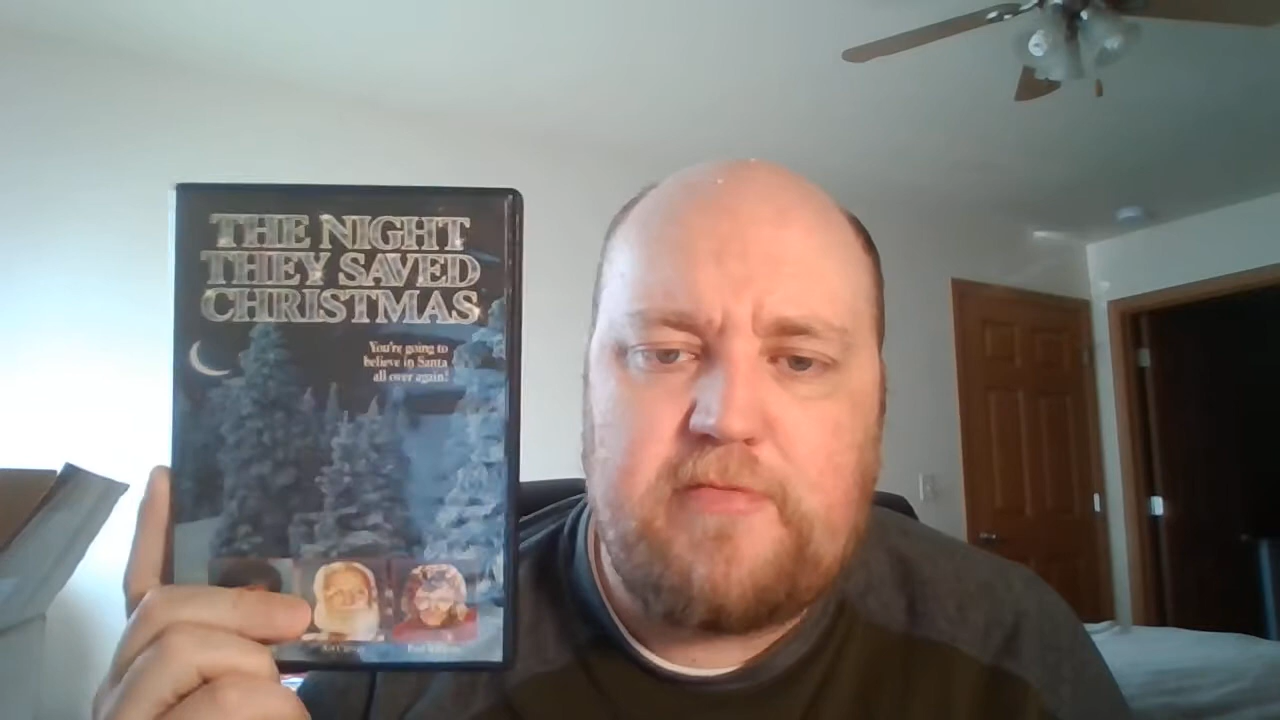 THE NIGHT
THEY SAVED
CHRISTMAS
You're going to
believe in Santa
all over again!